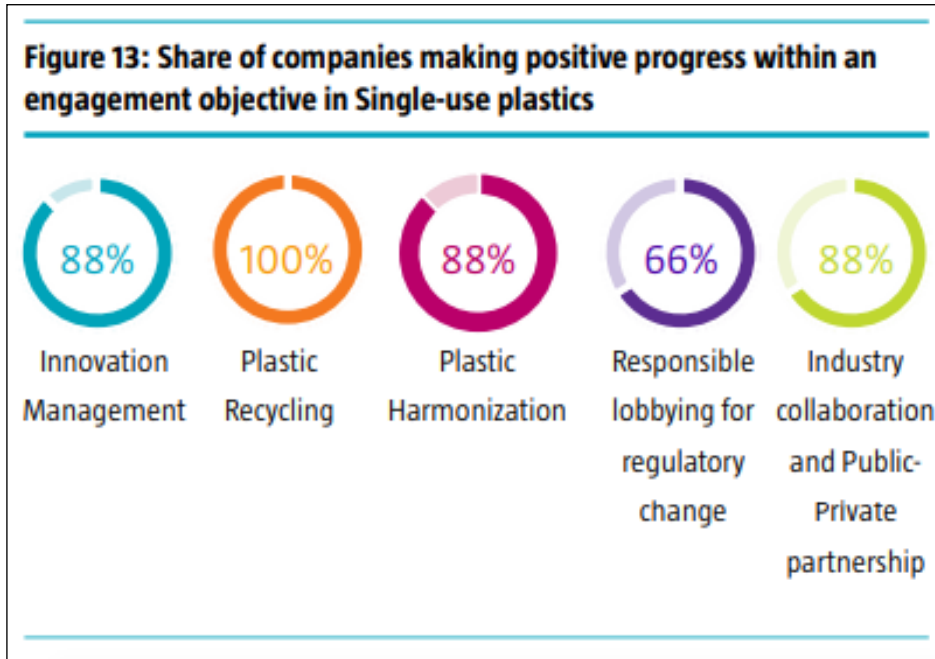 Figure 13: Share of companies making positive progress within an
engagement objective in Single-use plastics
88%
Innovation
Management
100%
Plastic
Recycling
88%
Plastic
Harmonization
66%
Responsible
lobbying for
regulatory
change
88%
Industry
collaboration
and Public-
Private
partnership